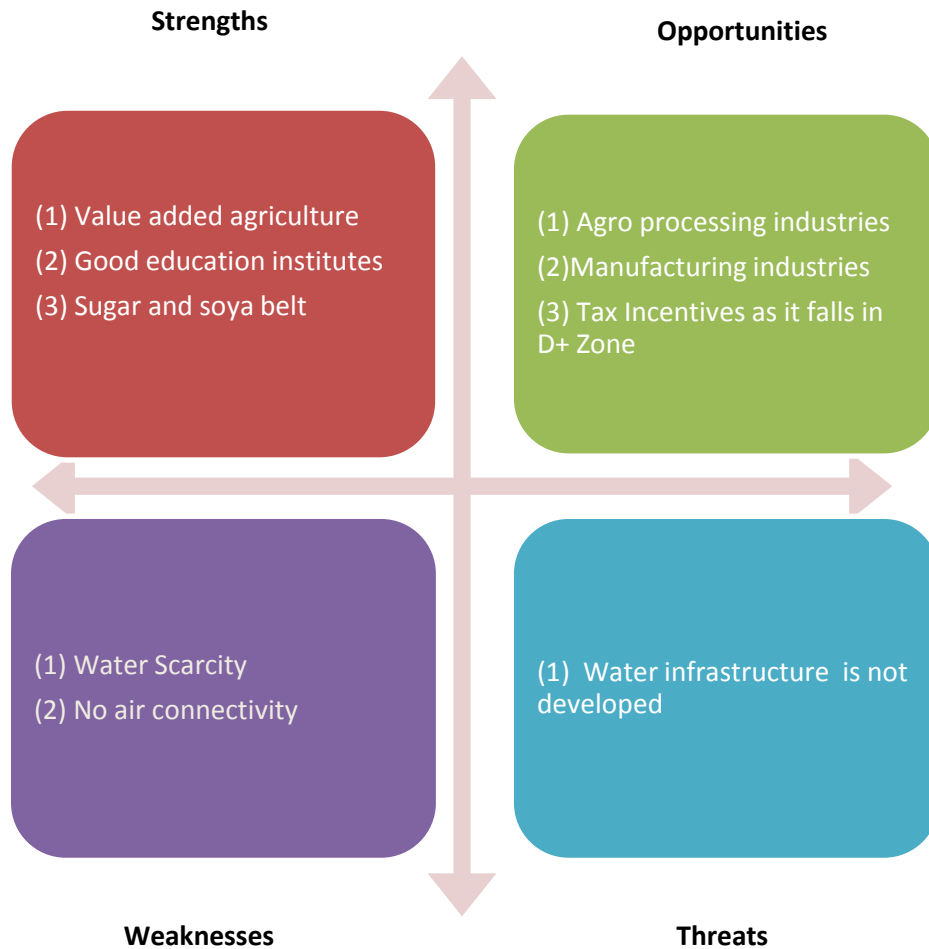 Strengths
Opportunities
(1) Value added agriculture
(2) Good education institutes
(3) Sugar and soya belt
(1) Agro processing industries
(2)Manufacturing industries
(3) Tax Incentives as it falls in
D+ Zone
(1) Water Scarcity
(2) No air connectivity
(1)  Water infrastructure  is not
developed
Weaknesses
Threats